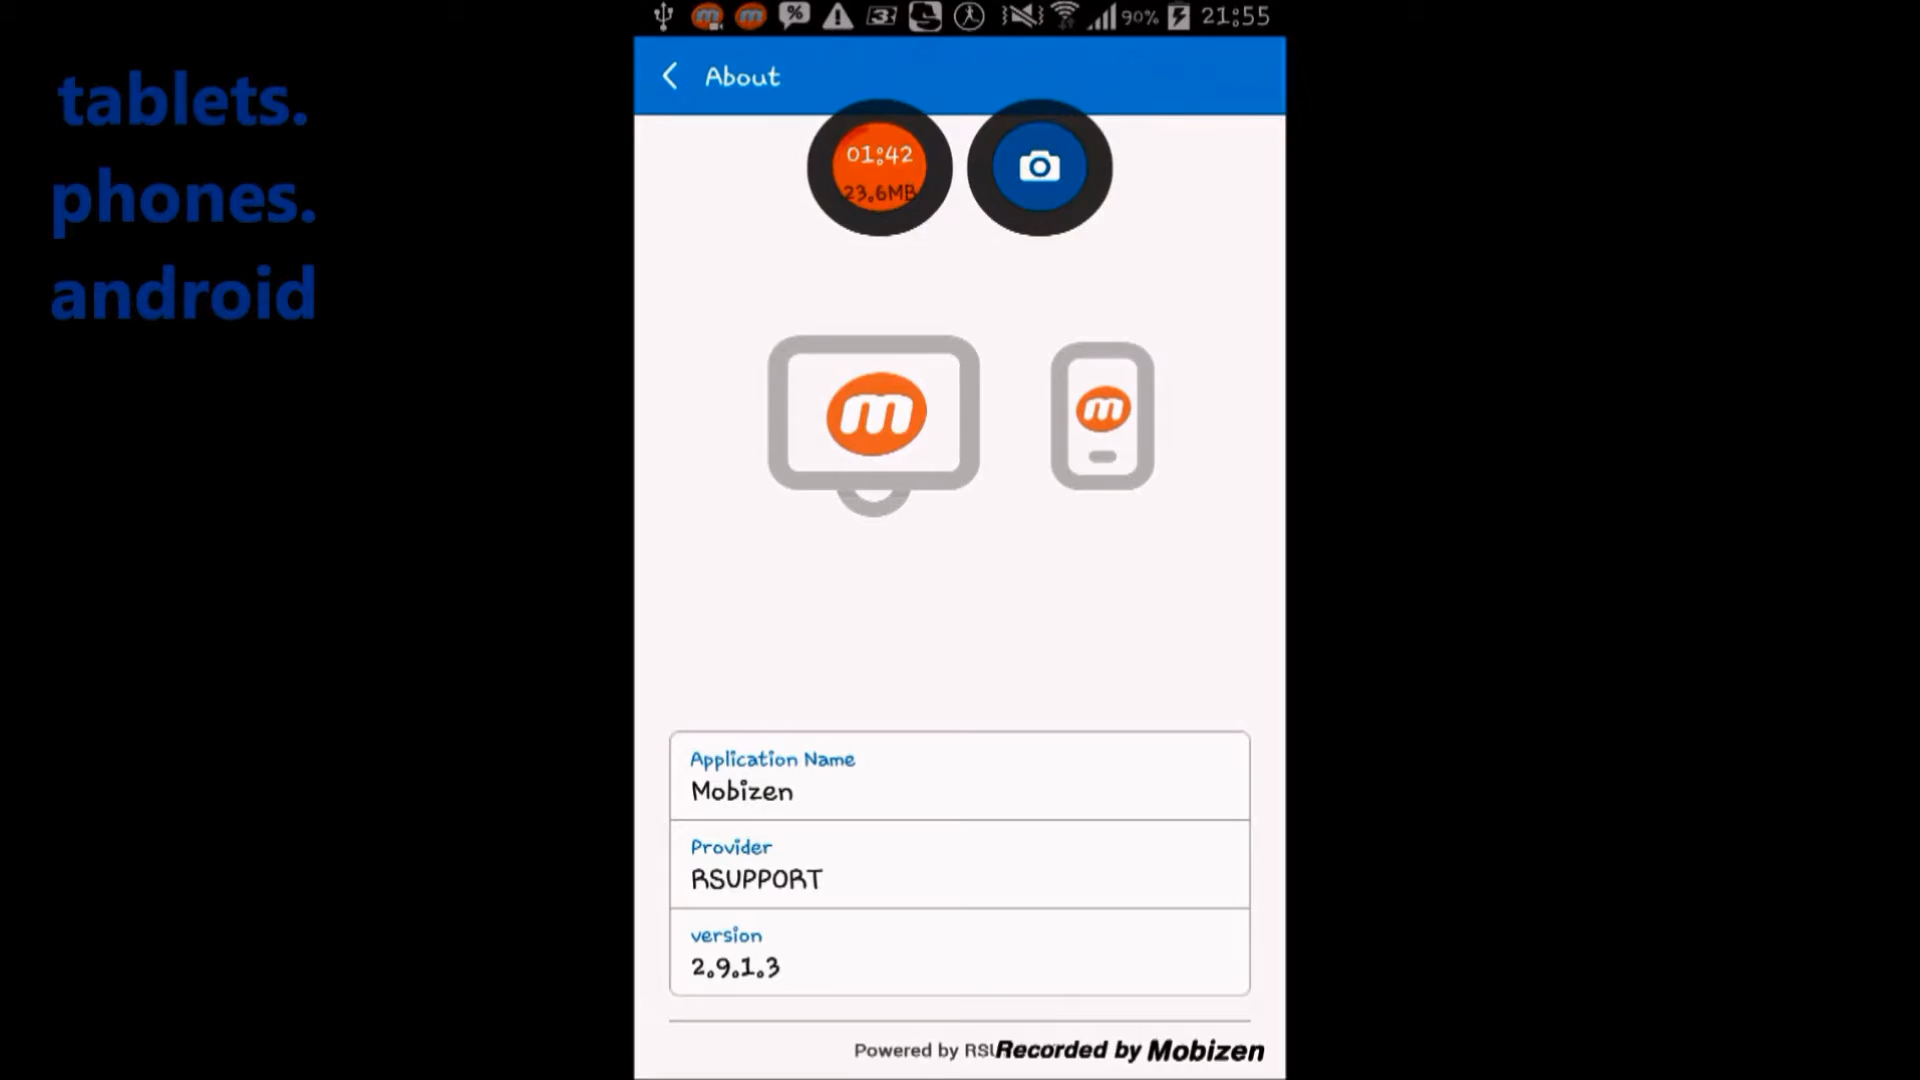 tablets.
phones.
android
90% 21:55
About
01:42
23.6MB
m
m
Application Name
Mobizen
Provider
RSUPPORT
version
2.9.1.3
Powered by RSU
Recorded by Mobizen